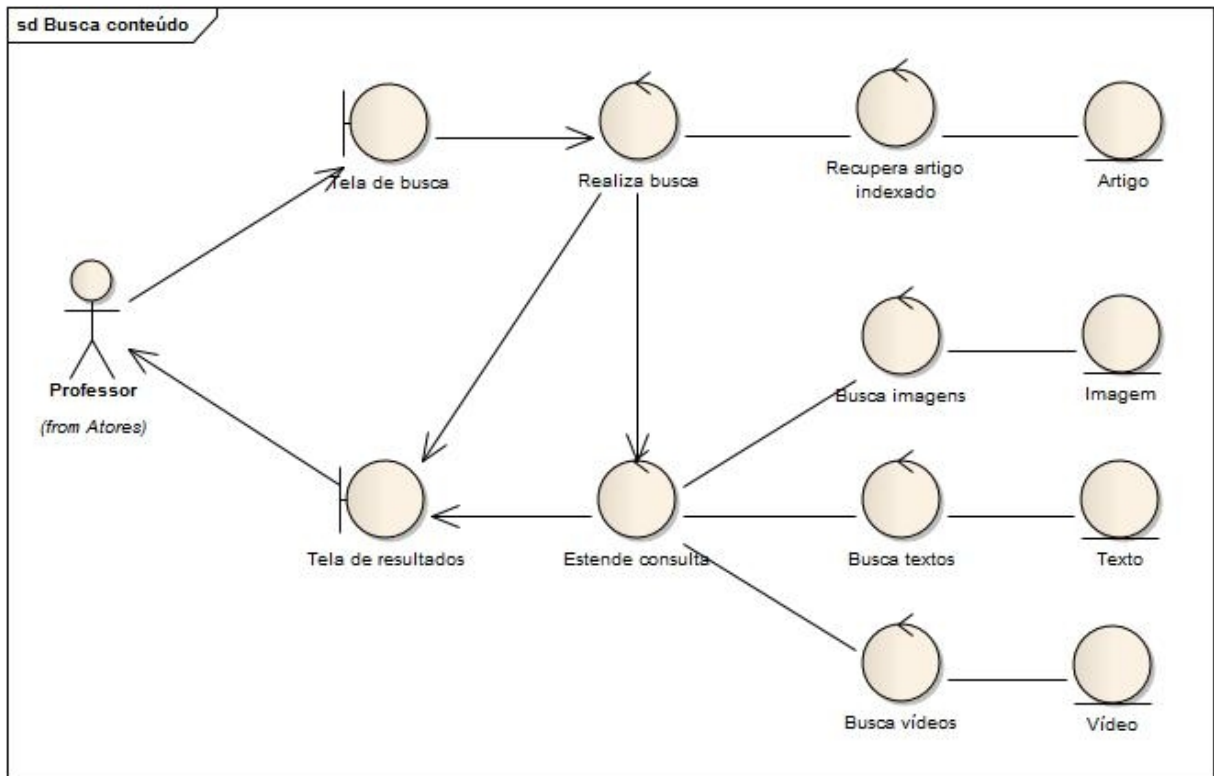 sd Busca conteúdo
Tela de busca
Realiza busca
Recupera artigo
indexado
Artigo
Professor
(from Atores)
Busca imagens
Imagem
Tela de resultados
Estende consulta
Busca textos
Texto
Busca vídeos
Vídeo